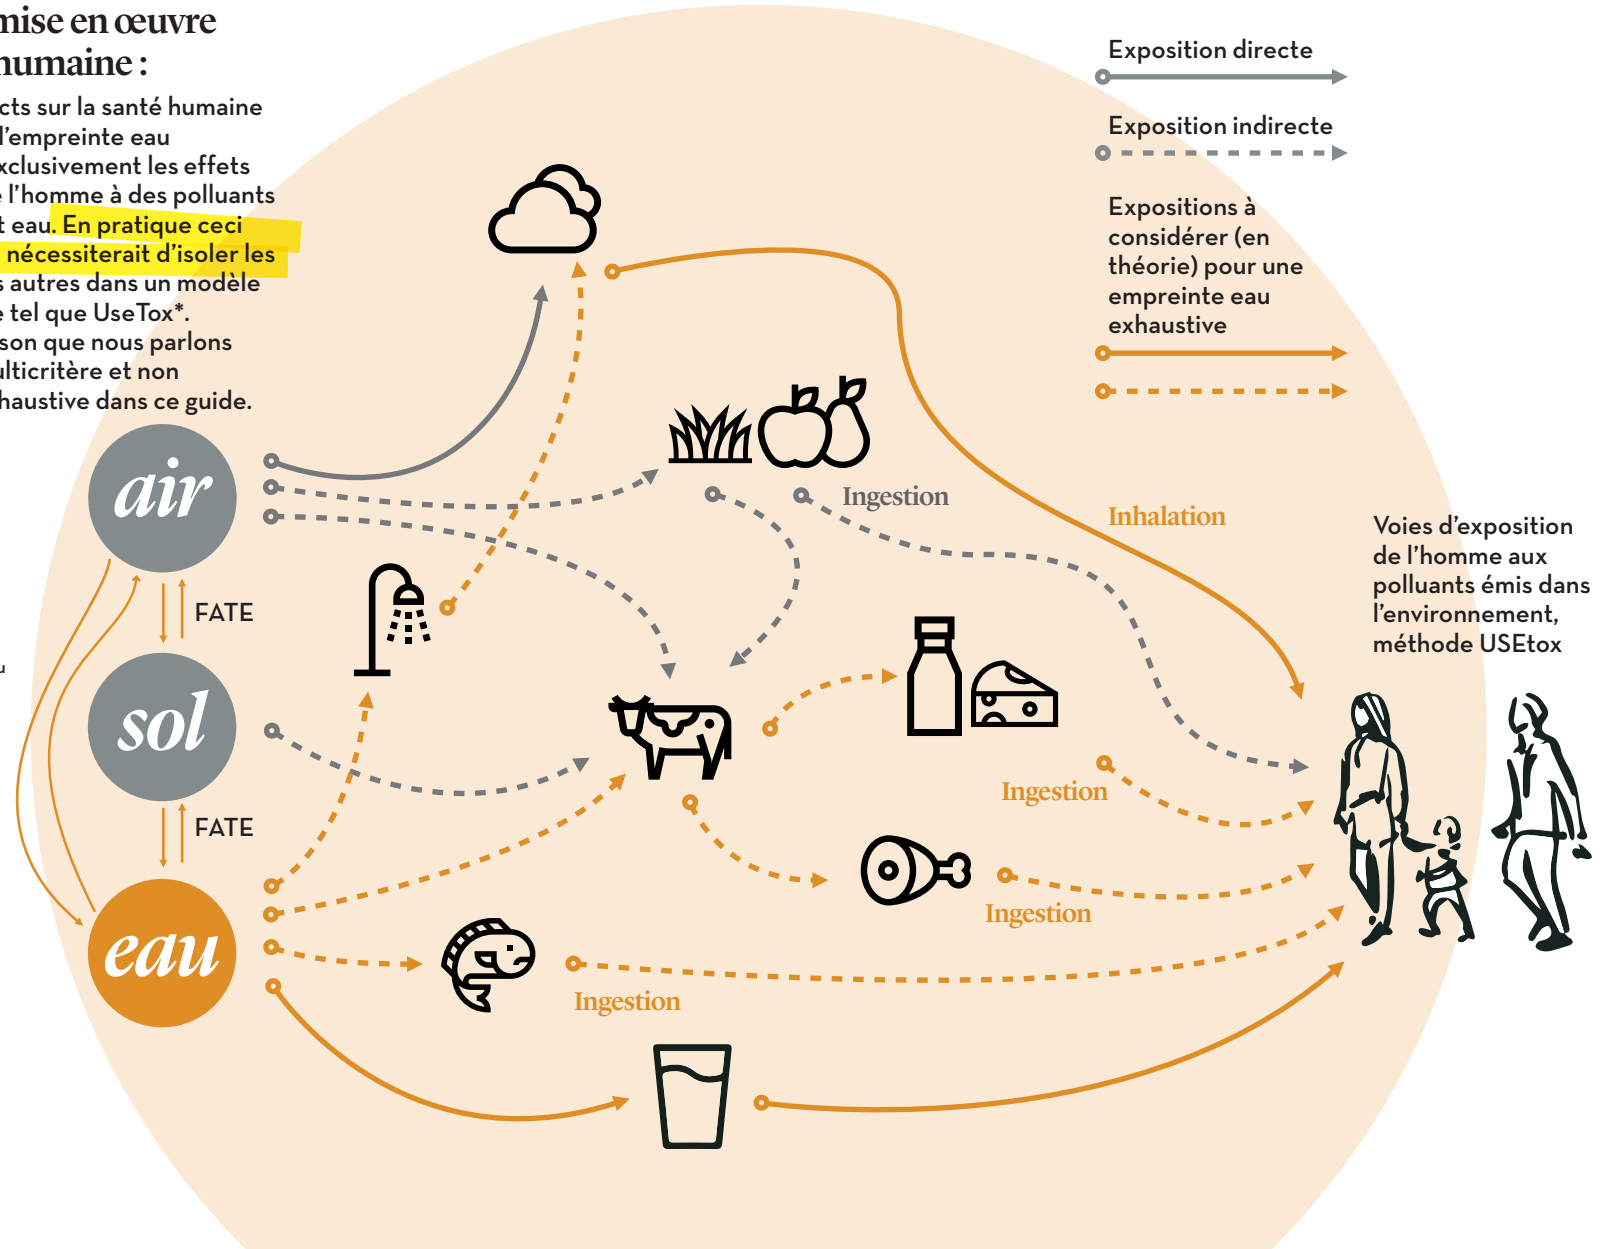 mise en œuvre
humaine :
cts sur la santé humaine
l’empreinte eau
xclusivement les effets
e l’homme à des polluants
t eau. En pratique ceci
nécessiterait d’isoler les
s autres dans un modèle
e tel que UseTox*.
son que nous parlons
ulticritère et non
haustive dans ce guide.
Exposition directe
Exposition indirecte
Expositions à
considérer (en
théorie) pour une
empreinte eau
exhaustive
air
FATE
sol
FATE
eau
u
Ingestion
Inhalation
Ingestion
Ingestion
Ingestion
Voies d’exposition
de l’homme aux
polluants émis dans
l’environnement,
méthode USEtox